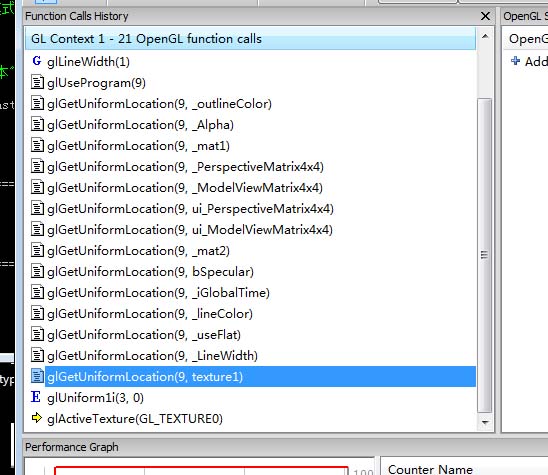 Function Calls History
OpenGL S
GL Context 1 - 21 OpenGL function calls
OpenG
G glLineWidth(1)
Add
glUseProgram(9)
glGetUniformLocation(9, _outlineColor)
glGetUniformLocation(9, _Alpha)
glGetUniformLocation(9, _mat1)
glGetUniformLocation(9, _PerspectiveMatrix4x4)
glGetUniformLocation(9, _ModelViewMatrix4x4)
glGetUniformLocation(9, ui_PerspectiveMatrix4x4)
glGetUniformLocation(9, ui_ModelViewMatrix4x4)
glGetUniformLocation(9, _mat2)
glGetUniformLocation(9, bSpecular)
glGetUniformLocation(9, _iGlobalTime)
glGetUniformLocation(9, _lineColor)
glGetUniformLocation(9, _useFlat)
glGetUniformLocation(9, _LineWidth)
glGetUniformLocation(9, texture1)
E glUniform1i(3, 0)
glActiveTexture(GL_TEXTURE0)
Performance Graph
100
Counter Name
式
本"
ast
===
===
typ